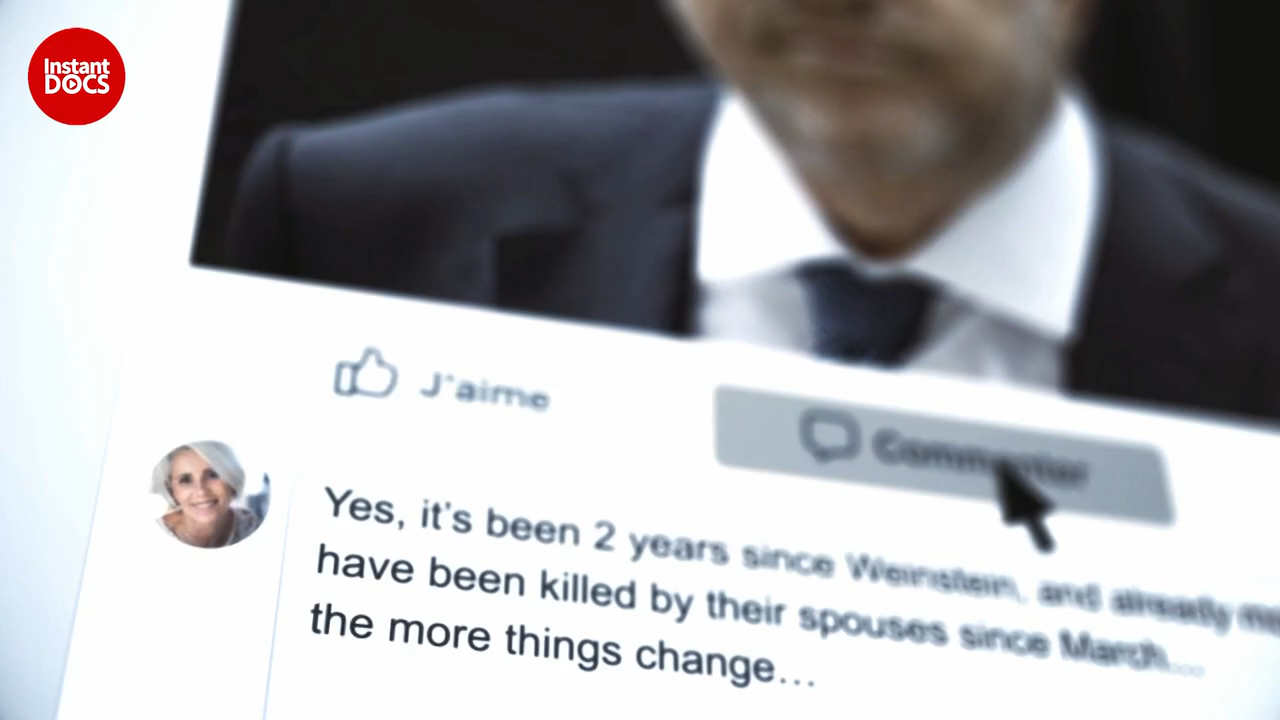 Instant
DOCS
J'aime
Commenter
Yes, it's been 2 years since Weinstein, and already
have been killed by their spouses since March...
the more things change...